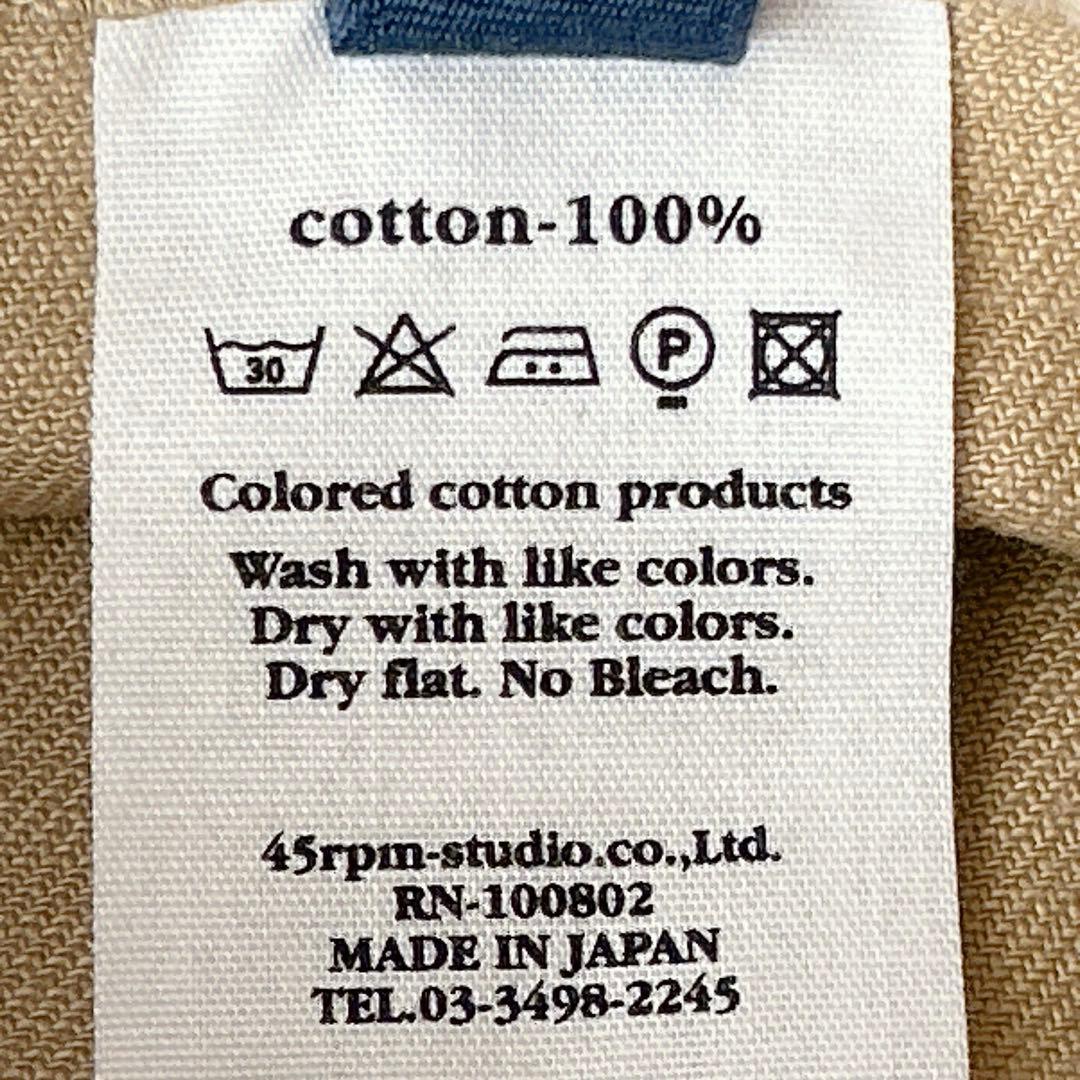 cotton-100%
30 P
Colored cotton products
Wash with like colors.
Dry with like colors.
Dry flat. No Bleach.
45rpm-studio.co.,Ltd.
RN-100802
MADE IN JAPAN
TEL.03-3498-2245